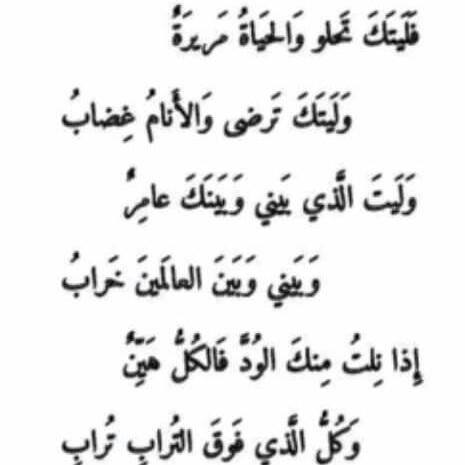 فَلَيتَكَ تَحلو وَالحَياةُ مَريرَةٌ
وَلَيتَكَ تَرضى وَالأَنامُ غِضابُ
وَلَيتَ الَّذي بَيني وَبَينَكَ عامِرٌ
وَبَيني وَبَينَ العالَمينَ خَرابُ
إِذا نِلتُ مِنكَ الوُدَّ فَالكُلُّ هَيِّنٌ
وَكُلُّ الَّذي فَوقَ التُرابِ تُرابِ